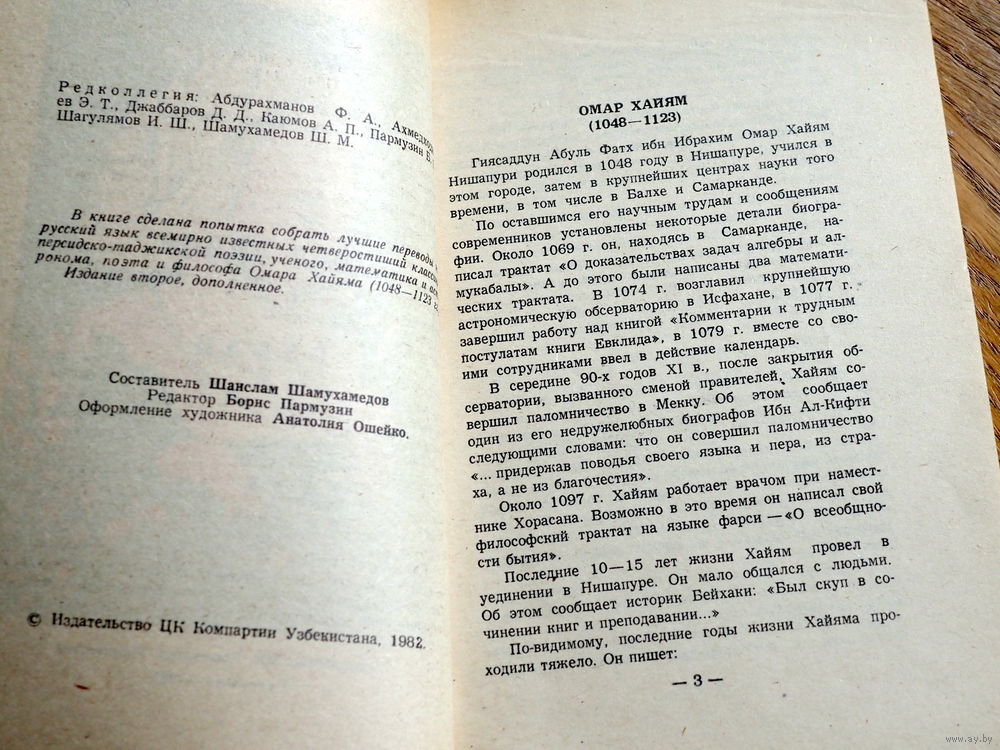 Редколлегия: Абдурахманов Ф. А.,
ев Э. Т., Джаббаров Д. Д., Каюмов А. П., Пармузин Б.
Шагулямов И. Ш., Шамухамедов Ш. М.
В книге сделана попытка собрать лучшие переводы
русский язык всемирно известных четверостиший
персидско-таджикской поэзии, ученого, математика и
ронома, поэта и философа Омара Хайяма (1048—1123
Издание второе, дополненное.
Составитель Шанслам Шамухамедов
Редактор Борис Пармузин
Оформление художника Анатолия Ошейко.
© Издательство ЦК Компартии Узбекистана, 1982.
ОМАР ХАЙЯМ
(1048—1123)
Гиясаддун Абуль Фатх ибн Ибрахим Омар Хайям
Нишапури родился в 1048 году в Нишапуре, учился в
этом городе, затем в крупнейших центрах науки того
времени, в том числе в Балхе и Самарканде.
По оставшимся его научным трудам и сообщениям
современников установлены некоторые детали биогра-
фии. Около 1069 г. он, находясь в Самарканде, на-
писал трактат «О доказательствах задач алгебры и ал-
мукабалы». А до этого были написаны два математи-
ческих трактата. В 1074 г. возглавил крупнейшую
астрономическую обсерваторию в Исфахане, в 1077 г.
завершил работу над книгой «Комментарии к трудным
постулатам книги Евклида», в 1079 г. вместе со сво-
ими сотрудниками ввел в действие календарь.
В середине 90-х годов XI в., после закрытия об-
серватории, вызванного сменой правителей, Хайям со-
вершил паломничество в Мекку. Об этом сообщает
один из его недружелюбных биографов Ибн Ал-Кифти
следующими словами: что он совершил паломничество
«... придержав поводья своего языка и пера, из стра-
ха, а не из благочестия».
Около 1097 г. Хайям работает врачом при намест-
нике Хорасана. Возможно в это время он написал свой
философский трактат на языке фарси — «О всеобщно-
сти бытия».
Последние 10—15 лет жизни Хайям провел в
уединении в Нишапуре. Он мало общался с людьми.
Об этом сообщает историк Бейхаки: «Был скуп в со-
чинении книг и преподавании...»
По-видимому, последние годы жизни Хайяма про-
ходили тяжело. Он пишет:
— 3 —
www.ay.by